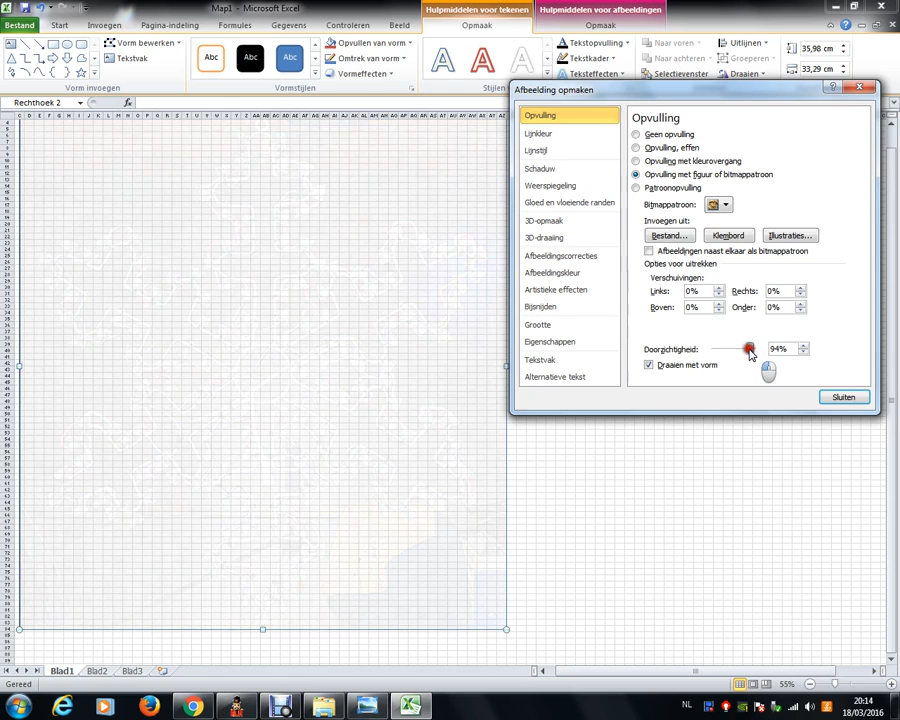 Map1 - Microsoft Excel
Hulpmiddelen voor tekenen
Hulpmiddelen voor afbeeldingen
Bestand Start Invoegen Pagina-indeling Formules Gegevens Controleren Beeld Opmaak Opmaak
Vorm bewerken
Tekstvak
Vormen invoegen
Abc Abc Abc
Opvullen van vorm
Omtrek van vorm
Vormeffecten
Vormstijlen
Tekstopvulling
Tekstkader
Teksteffecten
Naar voren
Naar achteren
Selectievenster
Uitlijnen
Groeperen
Draaien
35,98 cm
33,29 cm
Rechthoek 2
fx
Afbeelding opmaken
Opvulling
Lijnkleur
Lijnstijl
Schaduw
Weerspiegeling
Gloed en vloeiende randen
3D-opmaak
3D-draaiing
Afbeeldingscorrecties
Afbeeldingskleur
Artistieke effecten
Bijsnijden
Grootte
Eigenschappen
Tekstvak
Alternatieve tekst
Opvulling
Geen opvulling
Opvulling, effen
Opvulling met kleurovergang
Opvulling met figuur of bitmappatroon
Patroonopvulling
Bitmappatroon:
Invoegen uit:
Bestand... Klembord Illustraties...
Afbeeldingen naast elkaar als bitmappatroon
Opties voor uitrekken
Verschuivingen:
Links: 0% Rechts: 0%
Boven: 0% Onder: 0%
Doorzichtigheid: 94%
Draaien met vorm
Sluiten
Blad1 Blad2 Blad3
Gereed
55%
NL
20:14
18/03/2016